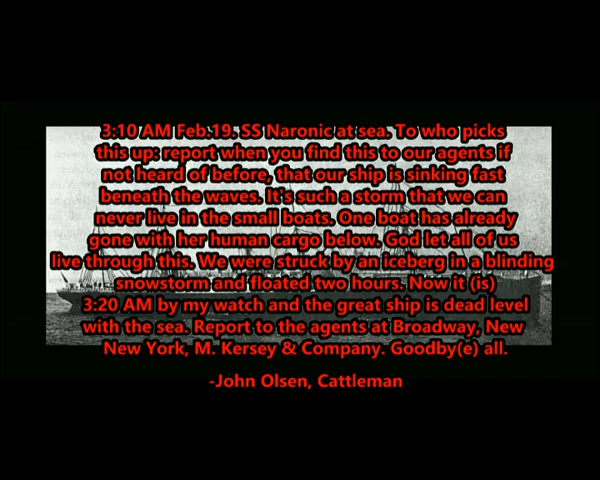 3:10 AM Feb.19. SS Naronic at sea. To who picks
this up: report when you find this to our agents if
not heard of before, that our ship is sinking fast
beneath the waves. It's such a storm that we can
never live in the small boats. One boat has already
gone with her human cargo below. God let all of us
live through this. We were struck by an iceberg in a blinding
snowstorm and floated two hours. Now it (is)
3:20 AM by my watch and the great ship is dead level
with the sea. Report to the agents at Broadway, New
New York, M. Kersey & Company. Goodby(e) all.
-John Olsen, Cattleman